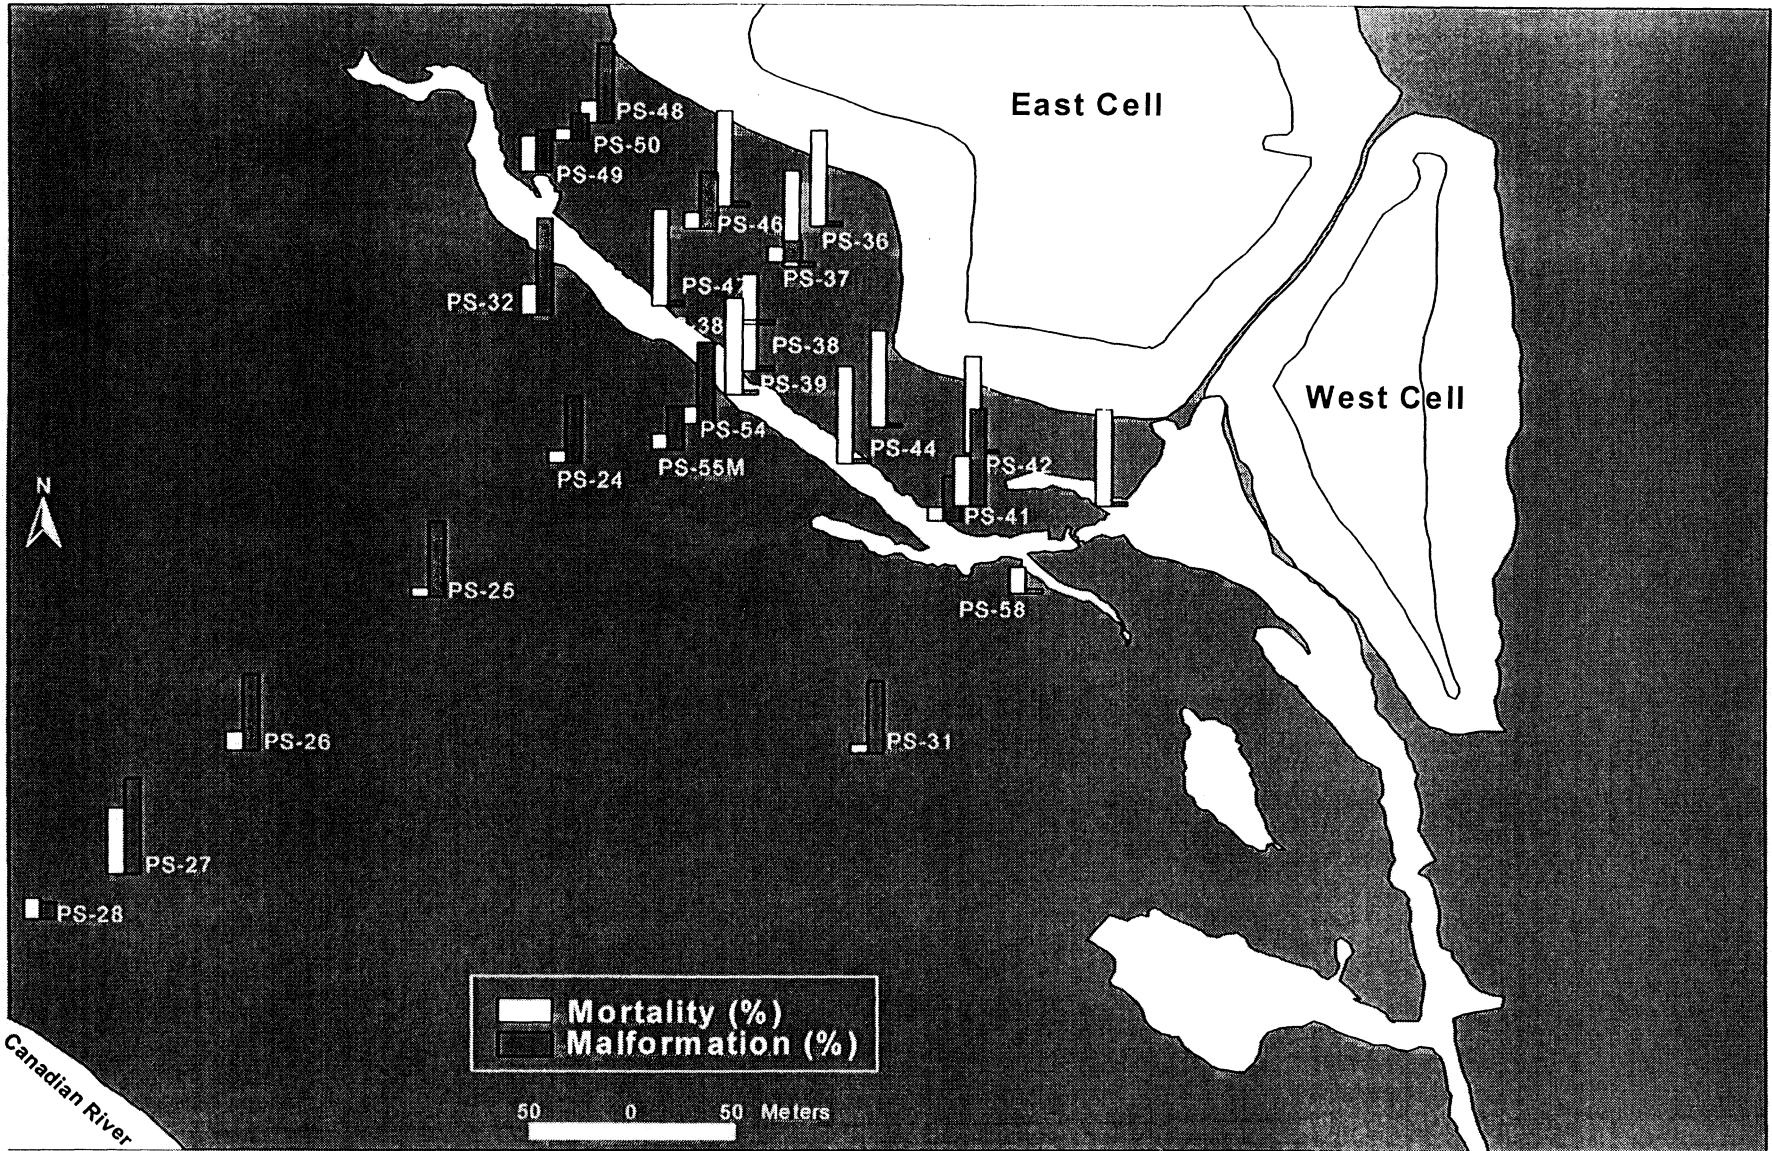 East Cell
PS-48
PS-50
PS-49
PS-46
PS-36
PS-37
PS-47
PS-32
-38
PS-38
PS-39
West Cell
PS-54
PS-44
PS-55M
PS-42
PS-24
N
PS-41
PS-25
PS-58
PS-26
PS-31
PS-27
PS-28
Mortality (%)
Malformation (%)
Canadian River
50 0 50 Meters